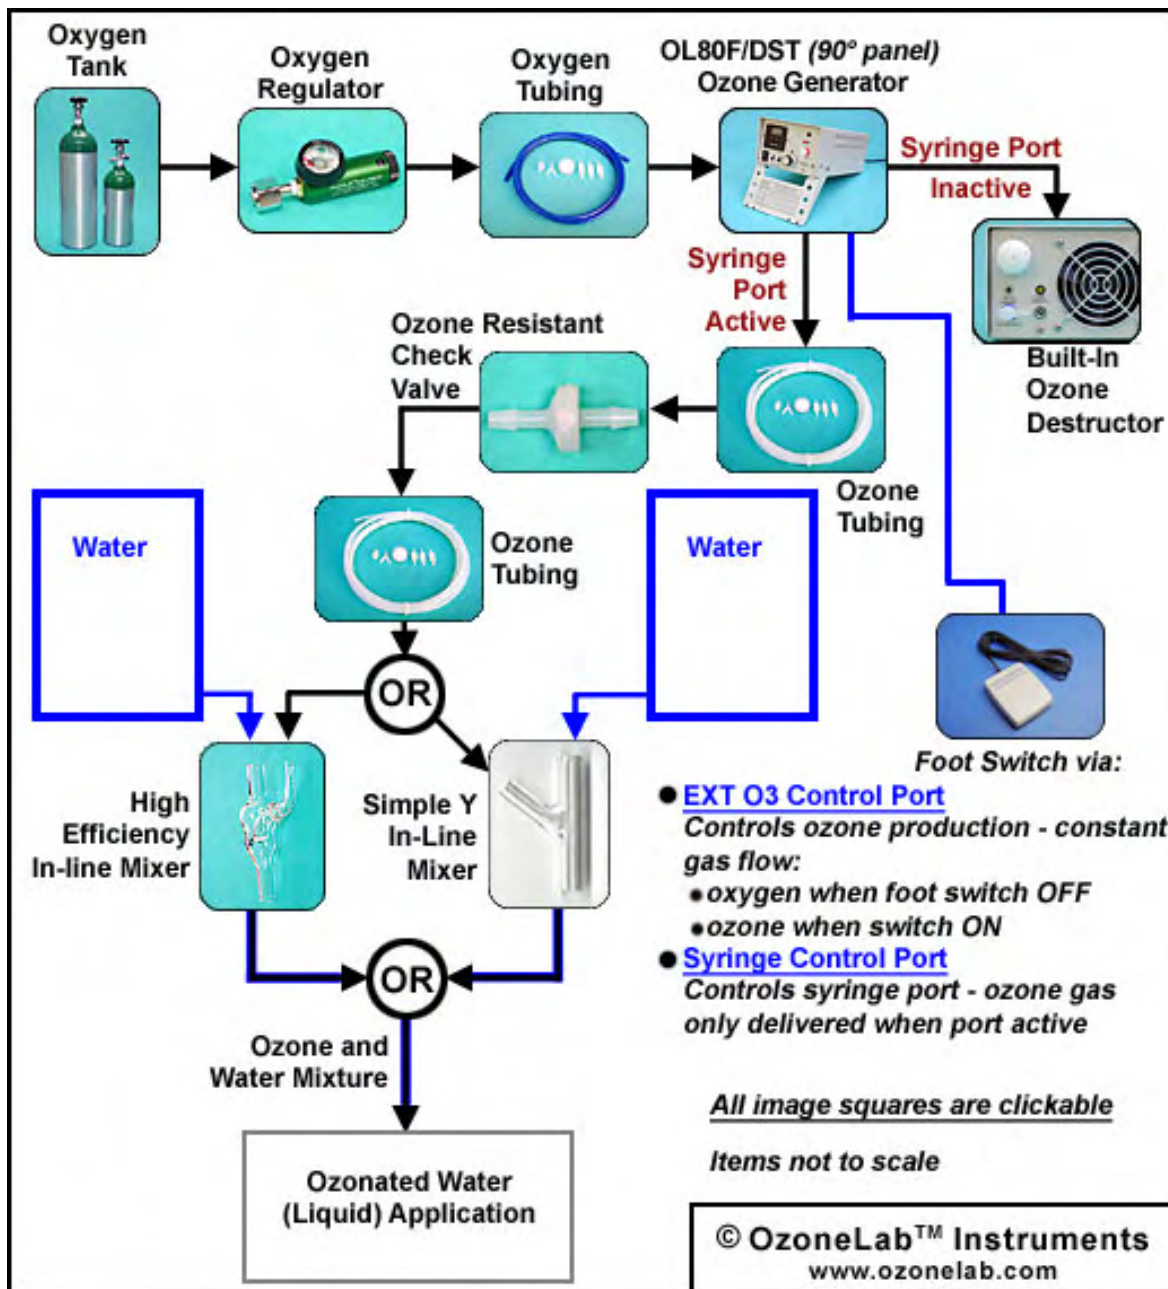 Oxygen
Tank
Oxygen
Regulator
Oxygen
Tubing
OL80F/DST (90° panel)
Ozone Generator
Syringe Port
Inactive
Syringe
Port
Active
Built-In
Ozone
Destructor
Ozone Resistant
Check
Valve
Ozone
Tubing
Ozone
Tubing
Water
Water
OR
High
Efficiency
In-line Mixer
Simple Y
In-Line
Mixer
Foot Switch via:
● EXT O3 Control Port
Controls ozone production - constant
gas flow:
● oxygen when foot switch OFF
● ozone when switch ON
● Syringe Control Port
Controls syringe port - ozone gas
only delivered when port active
OR
Ozone and
Water Mixture
Ozonated Water
(Liquid) Application
All image squares are clickable
Items not to scale
© OzoneLab™ Instruments
www.ozonelab.com